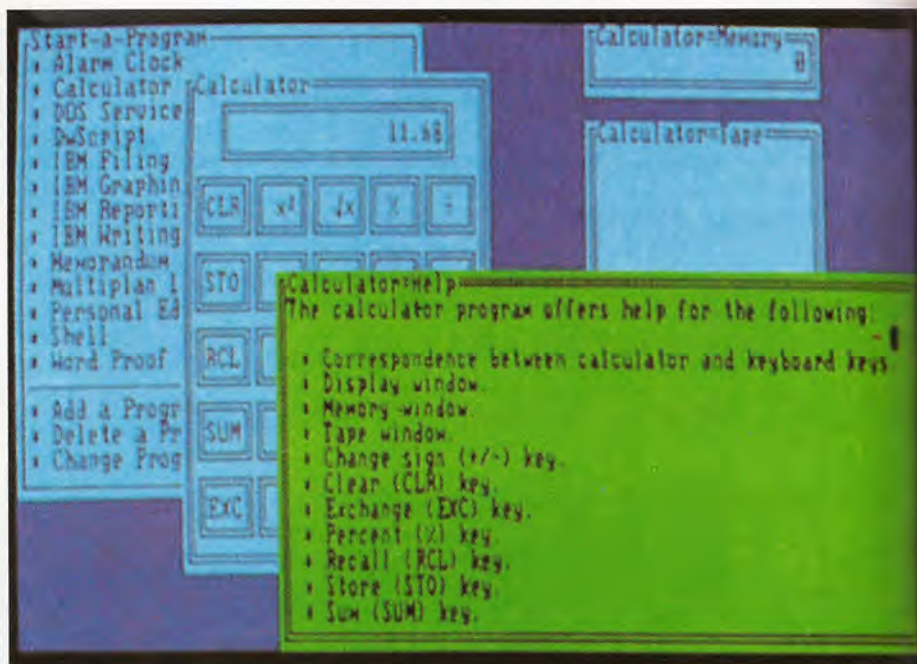 Start-a-Program
Alarm Clock
Calculator
DOS Service
DwScript
IBM Filing
IBM Graphin
IBM Reporti
IBM Writing
Memorandum
Multiplan 1
Personal Ed
Shell
Word Proof
Add a Progr
Delete a Pr
Change Prog
Calculator
11.68
CLR x² √x % ÷
STO
RCL
SUM
EXC
Calculator-Memory
0
Calculator-Tape
Calculator-Help
The calculator program offers help for the following:
Correspondence between calculator and keyboard keys.
Display window.
Memory window.
Tape window.
Change sign (+/-) key.
Clear (CLR) key.
Exchange (EXC) key.
Percent (%) key.
Recall (RCL) key.
Store (STO) key.
Sum (SUM) key.